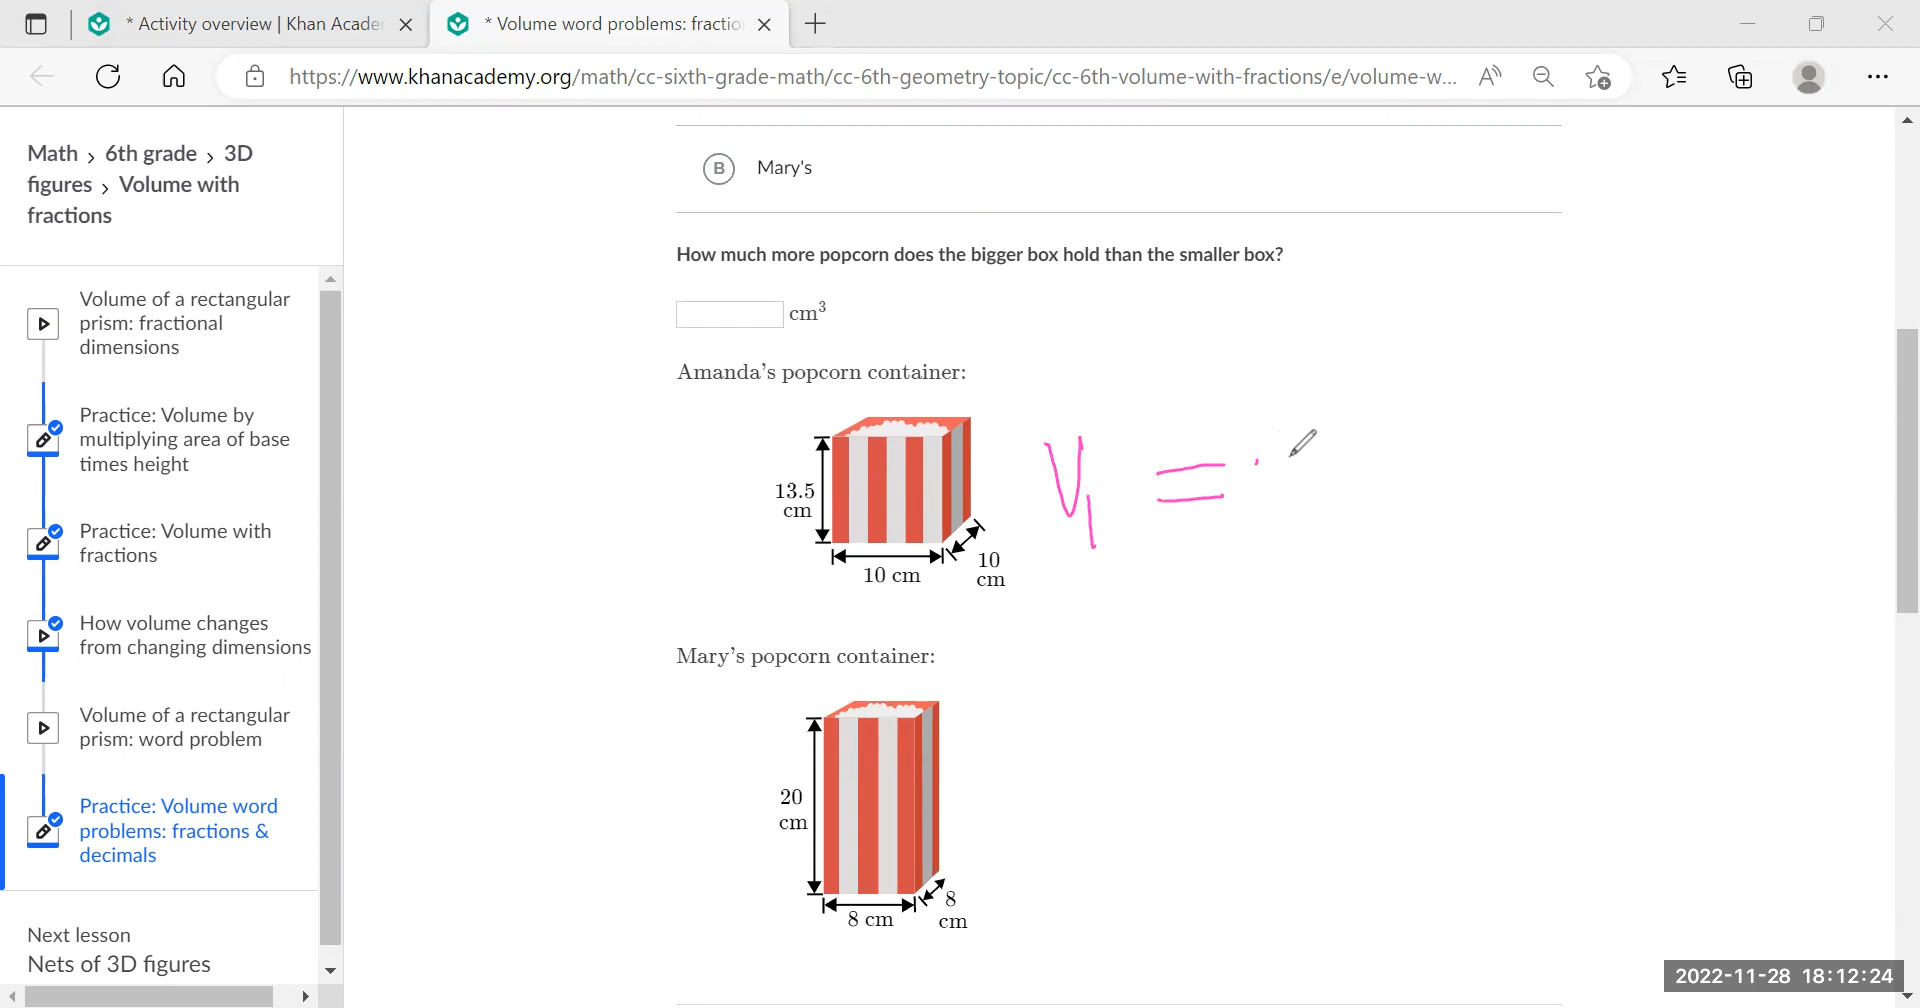 * Activity overview | Khan Acade
* Volume word problems: fractio
https://www.khanacademy.org/math/cc-sixth-grade-math/cc-6th-geometry-topic/cc-6th-volume-with-fractions/e/volume-w...
Math > 6th grade > 3D
figures > Volume with
fractions
Volume of a rectangular
prism: fractional
dimensions
Practice: Volume by
multiplying area of base
times height
Practice: Volume with
fractions
How volume changes
from changing dimensions
Volume of a rectangular
prism: word problem
Practice: Volume word
problems: fractions &
decimals
Next lesson
Nets of 3D figures
B Mary's
How much more popcorn does the bigger box hold than the smaller box?
cm³
Amanda's popcorn container:
13.5
cm
10 cm
10
cm
V₁ =
Mary's popcorn container:
20
cm
8 cm
8
cm
2022-11-28 18:12:24